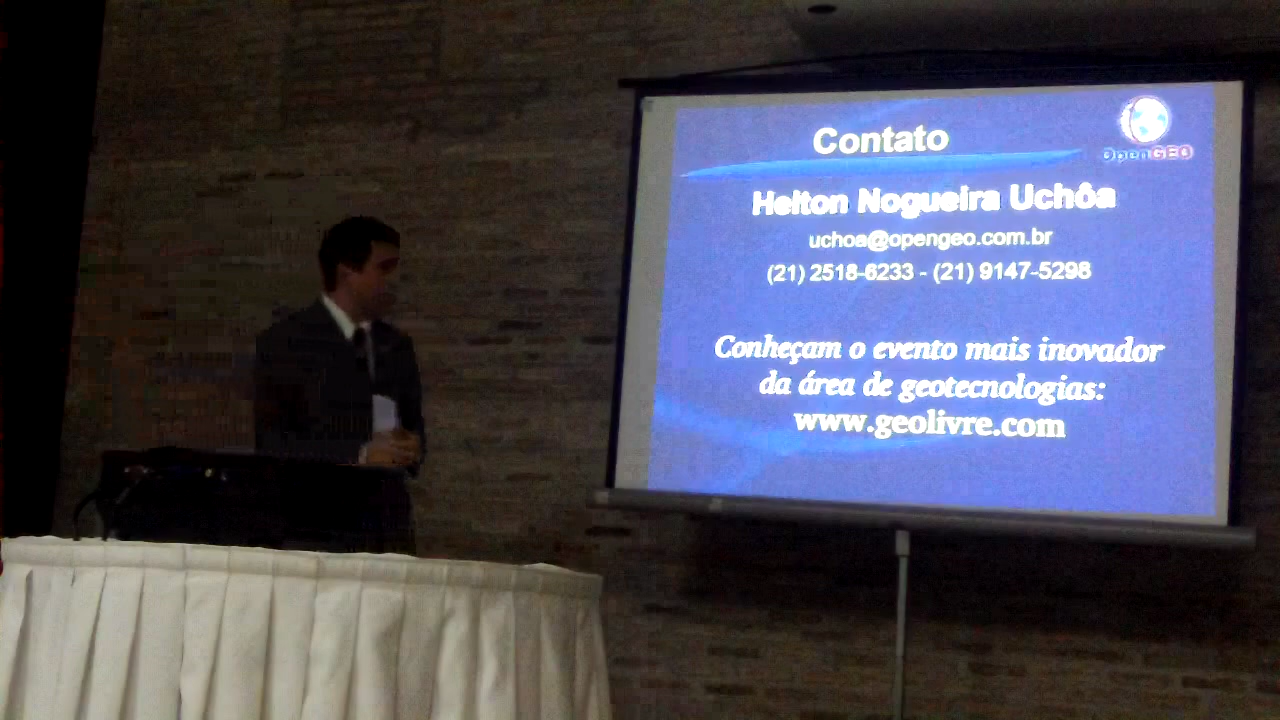 Contato
OpenGEO
Helton Nogueira Uchôa
uchoa@opengeo.com.br
(21) 2518-6233 - (21) 9147-5298
Conheçam o evento mais inovador
da área de geotecnologias:
www.geolivre.com